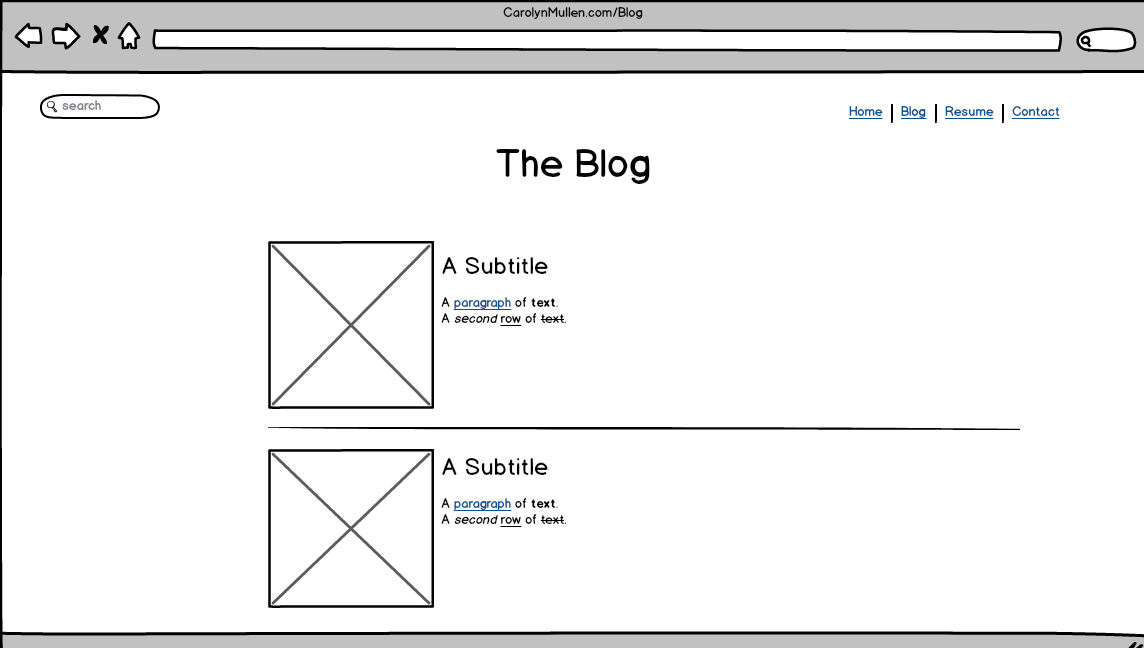 CarolynMullen.com/Blog
search
Home | Blog | Resume | Contact
The Blog
A Subtitle
A paragraph of text.
A second row of text.
A Subtitle
A paragraph of text.
A second row of text.